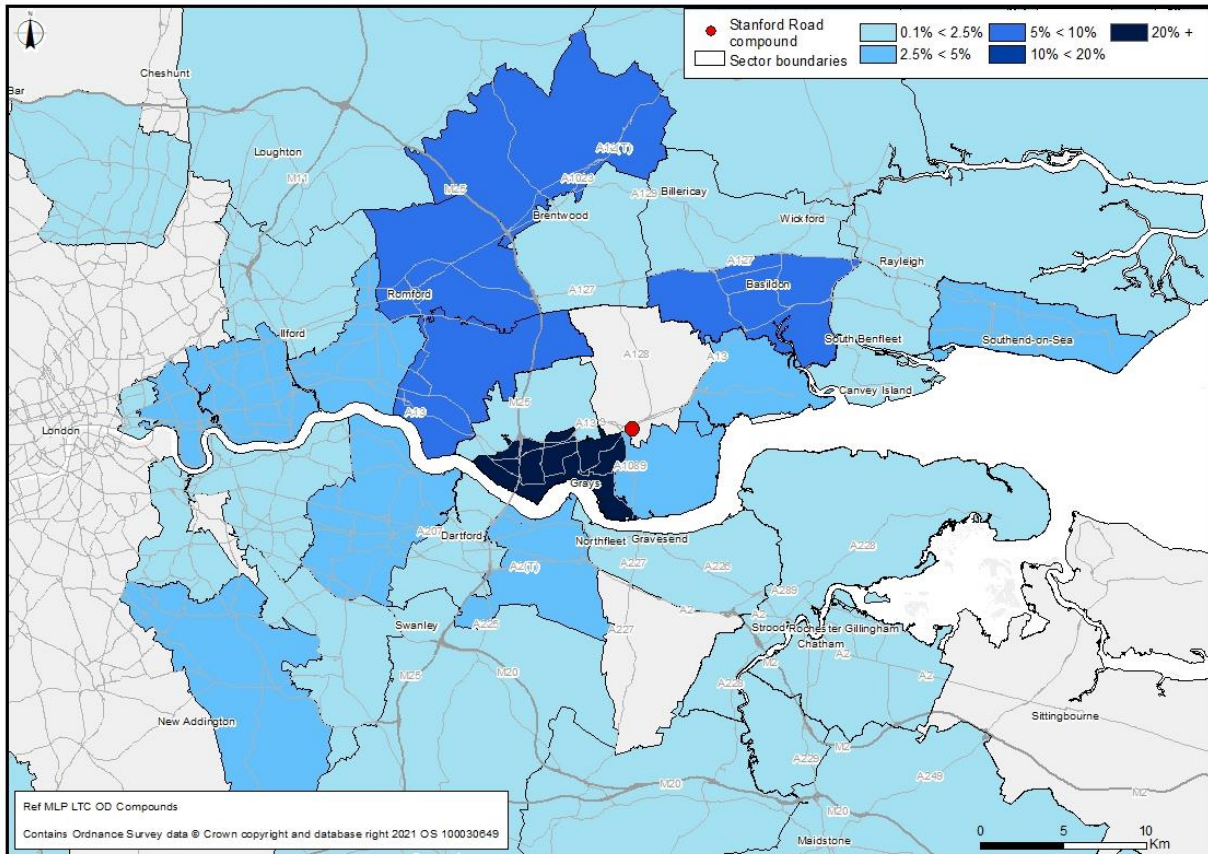 N
Stanford Road
compound
Sector boundaries
0.1% < 2.5%
2.5% < 5%
5% < 10%
10% < 20%
20% +
Cheshunt
Bar
Loughton
M11
M25
A12(T)
A1023
Brentwood
A129
Billericay
Wickford
A127
A127
Rayleigh
Romford
Basildon
Ilford
South Benfleet
Southend-on-Sea
A128
A13
Canvey Island
M25
A13
A13
London
A1089
Grays
Dartford
Northfleet
Gravesend
A2(T)
A227
A226
A228
A289
A2
A2
Strood
Rochester
Gillingham
Chatham
Swanley
A225
A227
A2
M2
A2
M25
M20
A228
New Addington
Sittingbourne
M2
A229
A249
M20
M20
M2
Maidstone
Ref MLP LTC OD Compounds
Contains Ordnance Survey data © Crown copyright and database right 2021 OS 100030649
0 5 10
Km